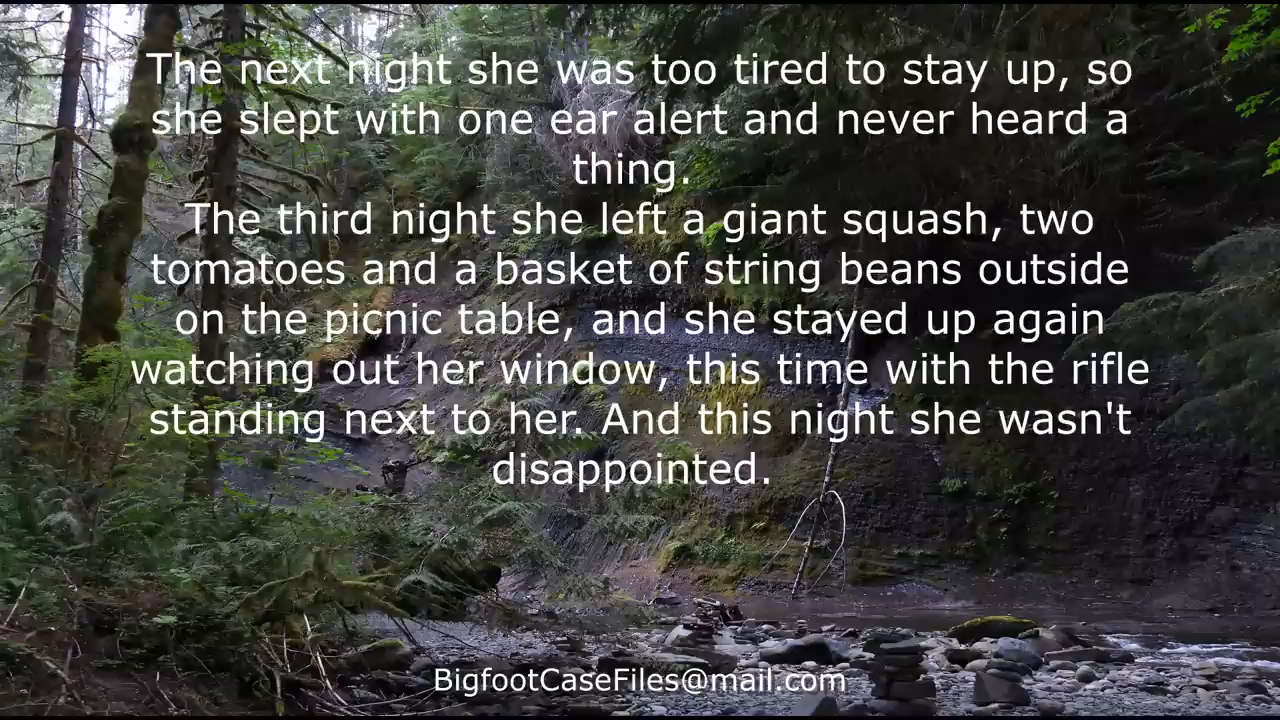 The next night she was too tired to stay up, so
she slept with one ear alert and never heard a
thing.
The third night she left a giant squash, two
tomatoes and a basket of string beans outside
on the picnic table, and she stayed up again
watching out her window, this time with the rifle
standing next to her. And this night she wasn't
disappointed.
BigfootCaseFiles@mail.com